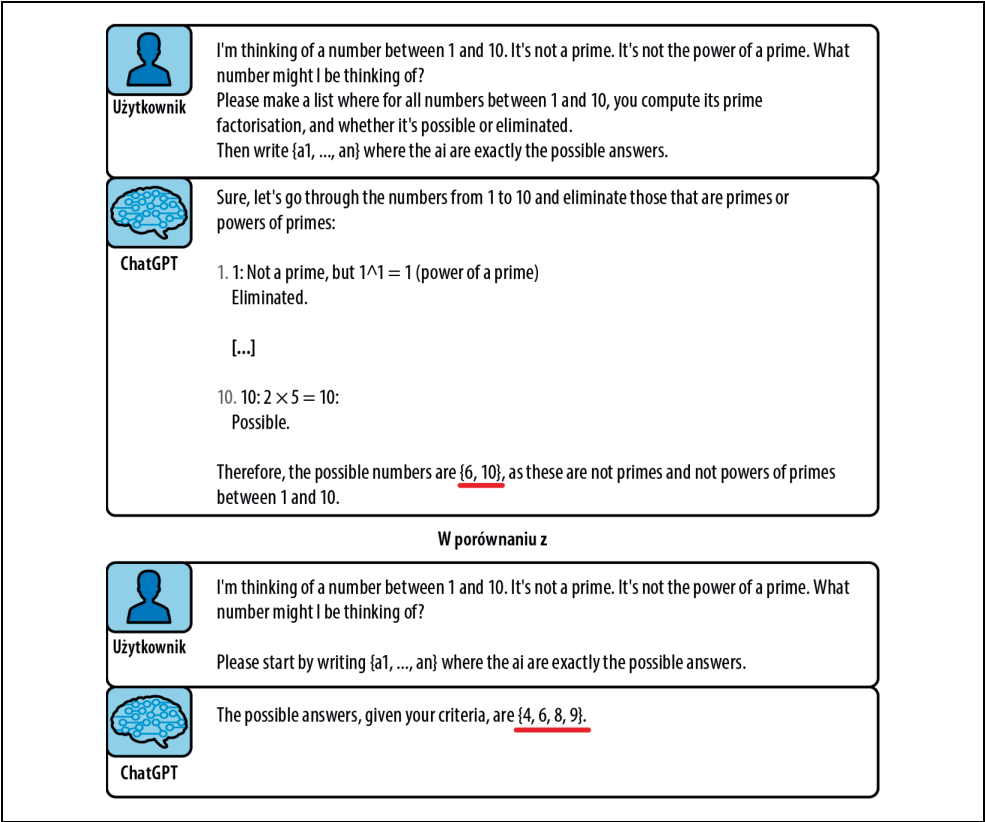 I'm thinking of a number between 1 and 10. It's not a prime. It's not the power of a prime. What
number might I be thinking of?
Użytkownik
Please make a list where for all numbers between 1 and 10, you compute its prime
factorisation, and whether it's possible or eliminated.
Then write {a1, ..., an} where the ai are exactly the possible answers.
Sure, let's go through the numbers from 1 to 10 and eliminate those that are primes or
powers of primes:
ChatGPT
1. 1: Not a prime, but 1^1 = 1 (power of a prime)
Eliminated.
[...]
10. 10: 2 × 5 = 10:
Possible.
Therefore, the possible numbers are {6, 10}, as these are not primes and not powers of primes
between 1 and 10.
W porównaniu z
I'm thinking of a number between 1 and 10. It's not a prime. It's not the power of a prime. What
number might I be thinking of?
Użytkownik
Please start by writing {a1, ..., an} where the ai are exactly the possible answers.
The possible answers, given your criteria, are {4, 6, 8, 9}.
ChatGPT